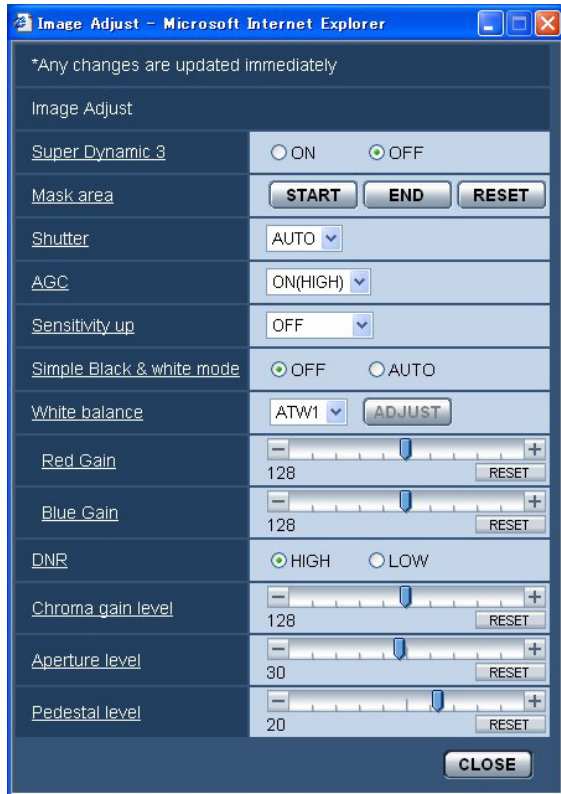 Image Adjust - Microsoft Internet Explorer
*Any changes are updated immediately
Image Adjust
Super Dynamic 3 ON OFF
Mask area START END RESET
Shutter AUTO
AGC ON(HIGH)
Sensitivity up OFF
Simple Black & white mode OFF AUTO
White balance ATW1 ADJUST
Red Gain
128 RESET
Blue Gain
128 RESET
DNR HIGH LOW
Chroma gain level
128 RESET
Aperture level
30 RESET
Pedestal level
20 RESET
CLOSE